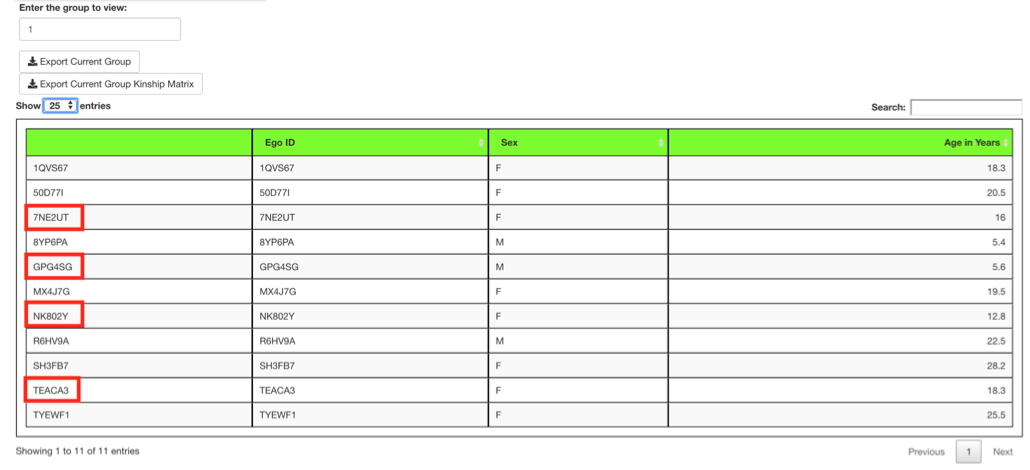 Enter the group to view:
1
Export Current Group
Export Current Group Kinship Matrix
Show 25 entries
Search:
Ego ID Sex Age in Years
1QVS67 1QVS67 F 18.3
50D77I 50D77I F 20.5
7NE2UT 7NE2UT F 16
8YP6PA 8YP6PA M 5.4
GPG4SG GPG4SG M 5.6
MX4J7G MX4J7G F 19.5
NK802Y NK802Y F 12.8
R6HV9A R6HV9A M 22.5
SH3FB7 SH3FB7 F 28.2
TEACA3 TEACA3 F 18.3
TYEWF1 TYEWF1 F 25.5
Showing 1 to 11 of 11 entries
Previous 1 Next